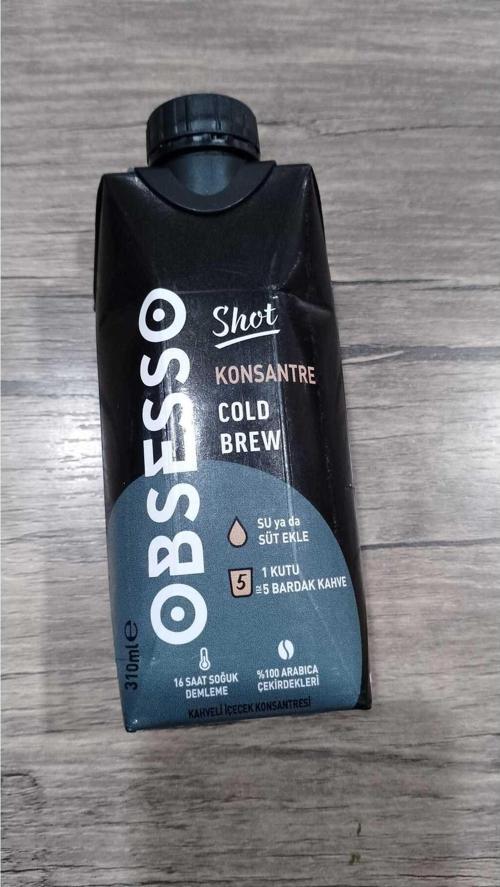 OBSESSO
Shot
KONSANTRE
COLD
BREW
SU ya da
SÜT EKLE
5
1 KUTU
≅5 BARDAK KAHVE
310ml e
16 SAAT SOĞUK
DEMLEME
%100 ARABICA
ÇEKİRDEKLERİ
KAHVELİ İÇECEK KONSANTRESİ